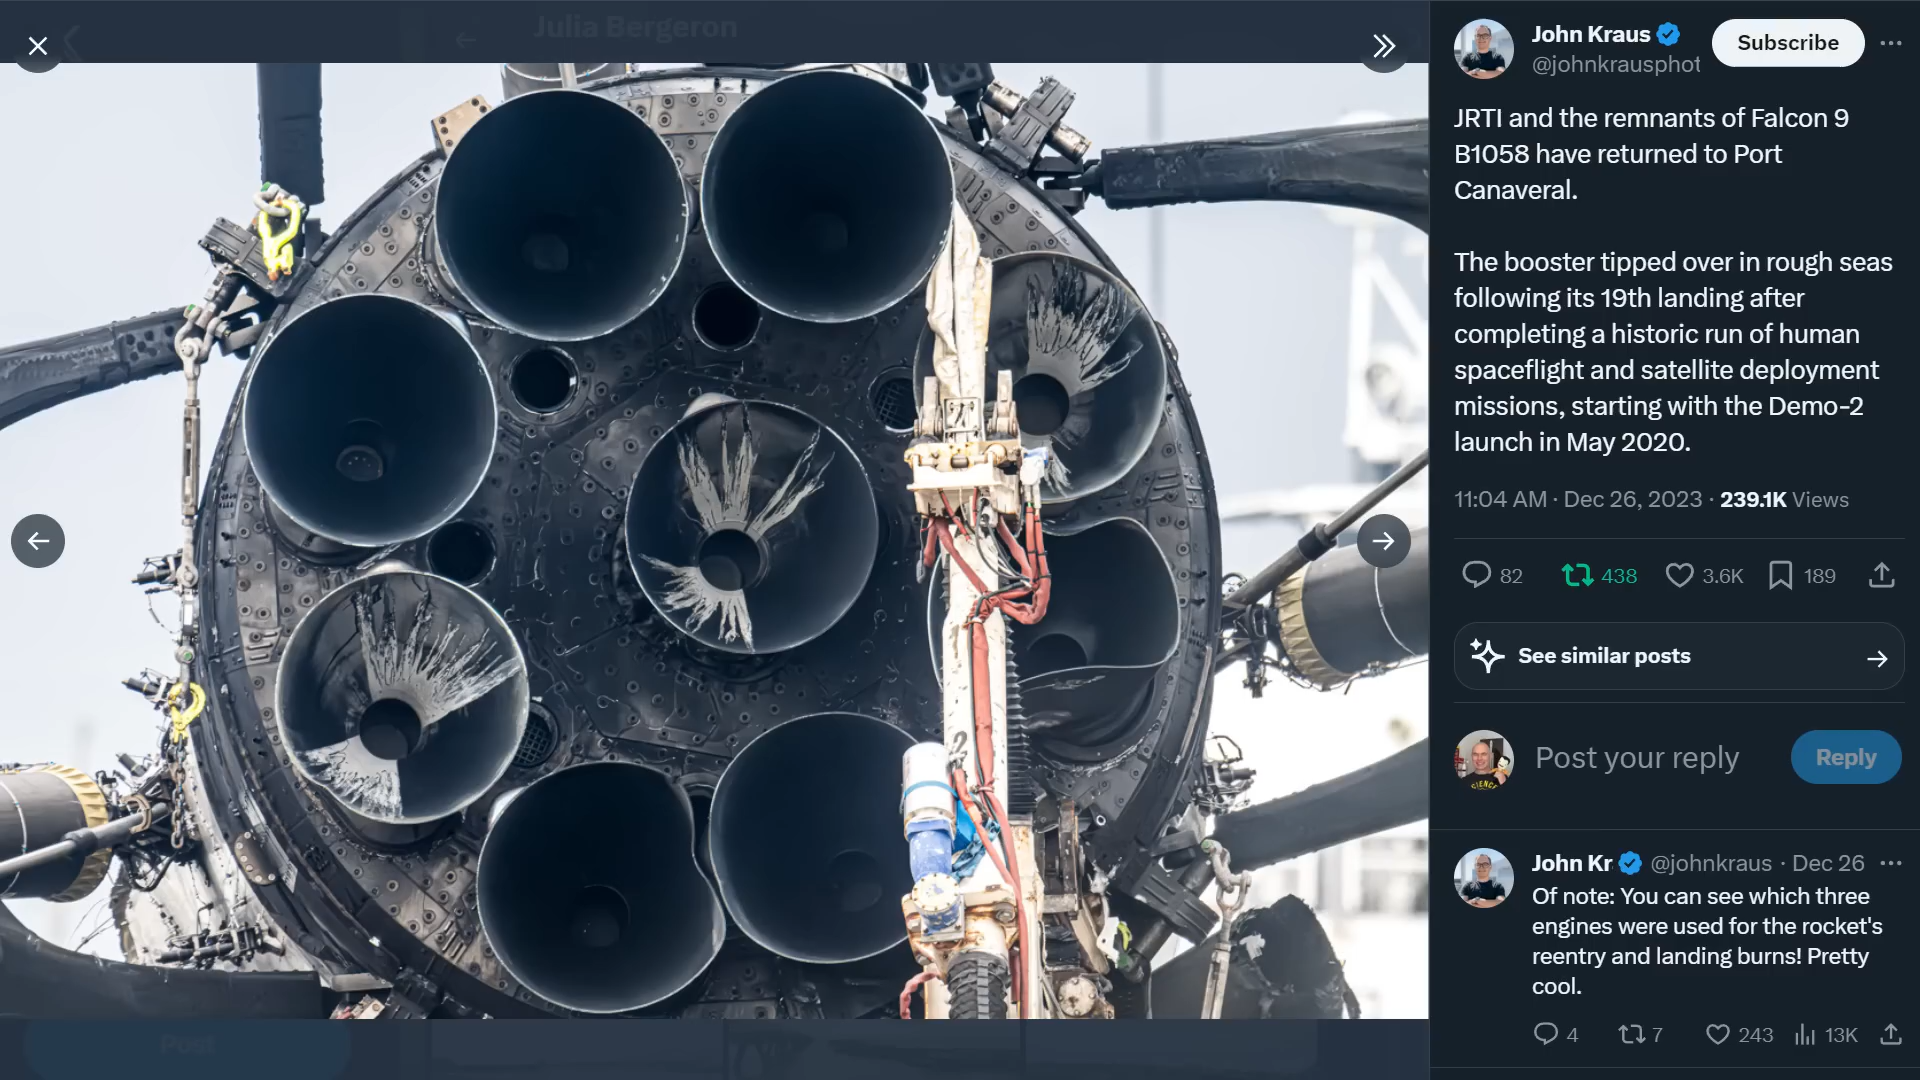 Julia Bergeron
John Kraus
@johnkrausphot
Subscribe
JRTI and the remnants of Falcon 9
B1058 have returned to Port
Canaveral.
The booster tipped over in rough seas
following its 19th landing after
completing a historic run of human
spaceflight and satellite deployment
missions, starting with the Demo-2
launch in May 2020.
11:04 AM · Dec 26, 2023 · 239.1K Views
82 438 3.6K 189
See similar posts
Post your reply
Reply
John Kr @johnkraus · Dec 26
Of note: You can see which three
engines were used for the rocket's
reentry and landing burns! Pretty
cool.
4 7 243 13K
Post
2